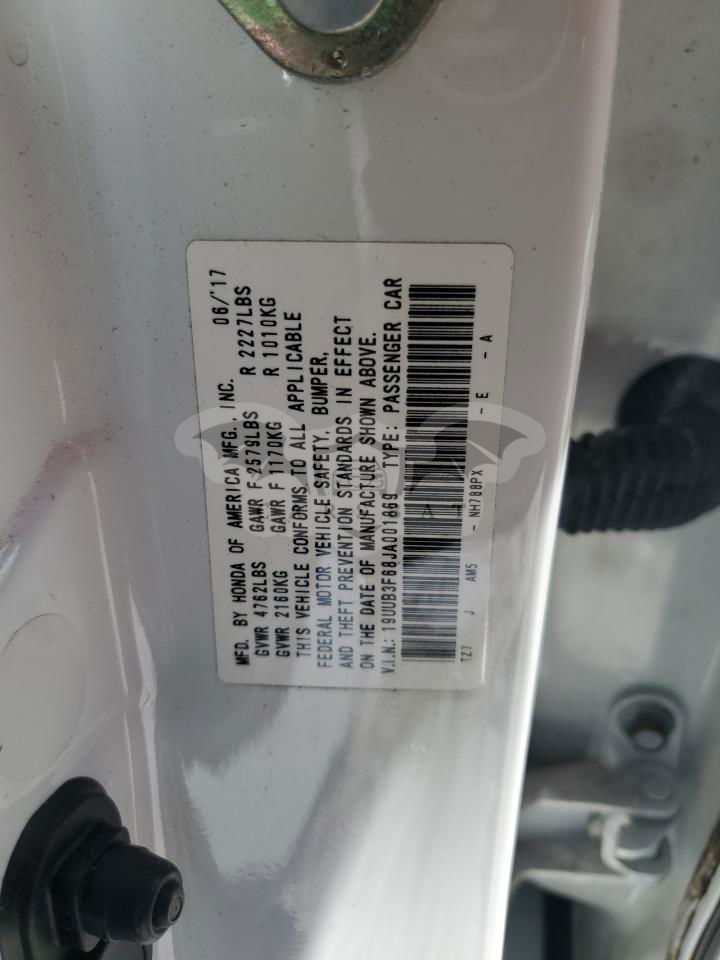 MFD. BY HONDA OF AMERICA MFG., INC. 06/'17
GVWR 4762LBS GAWR F 2579LBS R 2227LBS
GVWR 2160KG GAWR F 1170KG R 1010KG
THIS VEHICLE CONFORMS TO ALL APPLICABLE
FEDERAL MOTOR VEHICLE SAFETY, BUMPER,
AND THEFT PREVENTION STANDARDS IN EFFECT
ON THE DATE OF MANUFACTURE SHOWN ABOVE.
V.I.N.: 19UUB3F68JA001869 TYPE: PASSENGER CAR
TZ7 J AM5 - NH788PX - E - A